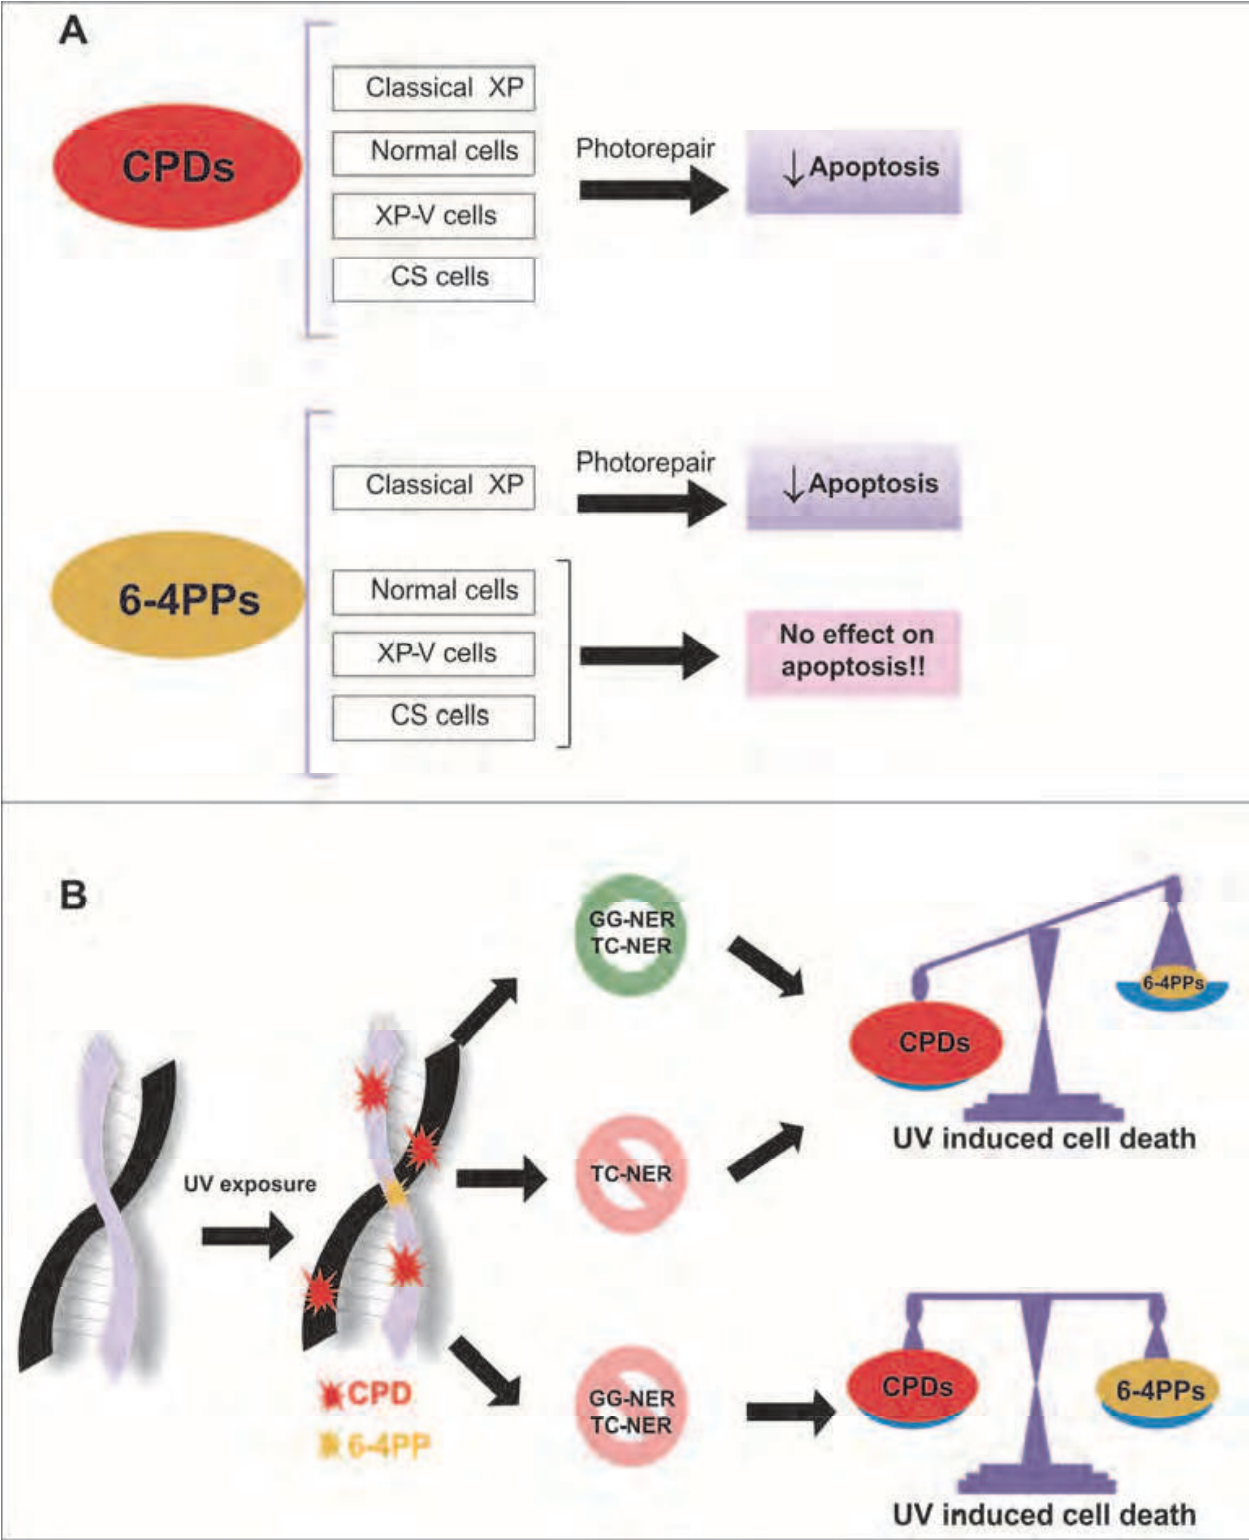 A
CPDs
Classical XP
Normal cells
XP-V cells
CS cells
Photorepair
↓Apoptosis
6-4PPs
Classical XP
Photorepair
↓Apoptosis
Normal cells
XP-V cells
CS cells
No effect on
apoptosis!!
B
UV exposure
CPD
6-4PP
GG-NER
TC-NER
TC-NER
GG-NER
TC-NER
CPDs
6-4PPs
UV induced cell death
CPDs
6-4PPs
UV induced cell death